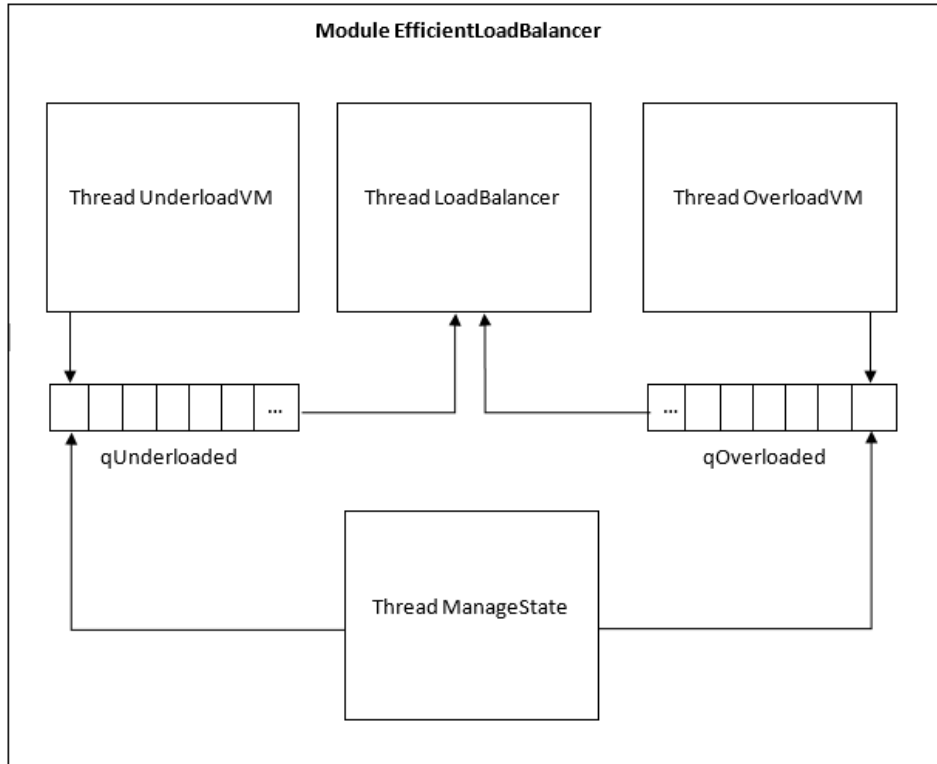 Module EfficientLoadBalancer
Thread UnderloadVM
Thread LoadBalancer
Thread OverloadVM
...
...
qUnderloaded
qOverloaded
Thread ManageState